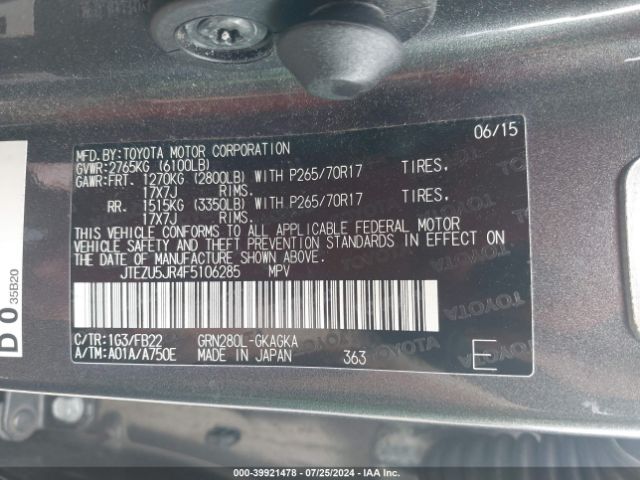 06/15
MFD.BY:TOYOTA MOTOR CORPORATION
GVWR:2765KG (6100LB)
GAWR:FRT. 1270KG (2800LB) WITH P265/70R17 TIRES.
17X7J RIMS.
RR. 1515KG (3350LB) WITH P265/70R17 TIRES.
17X7J RIMS.
THIS VEHICLE CONFORMS TO ALL APPLICABLE FEDERAL MOTOR
VEHICLE SAFETY AND THEFT PREVENTION STANDARDS IN EFFECT ON
THE DATE OF MANUFACTURE SHOWN ABOVE.
JTEZU5JR4F5106285 MPV
C/TR:1G3/FB22 GRN280L-GKAGKA
A/TM:A01A/A750E MADE IN JAPAN 363 E
D 0 35B20
TOYOTA
TOYOTA
TOYOTA
000-39921478 - 07/25/2024 - IAA Inc.